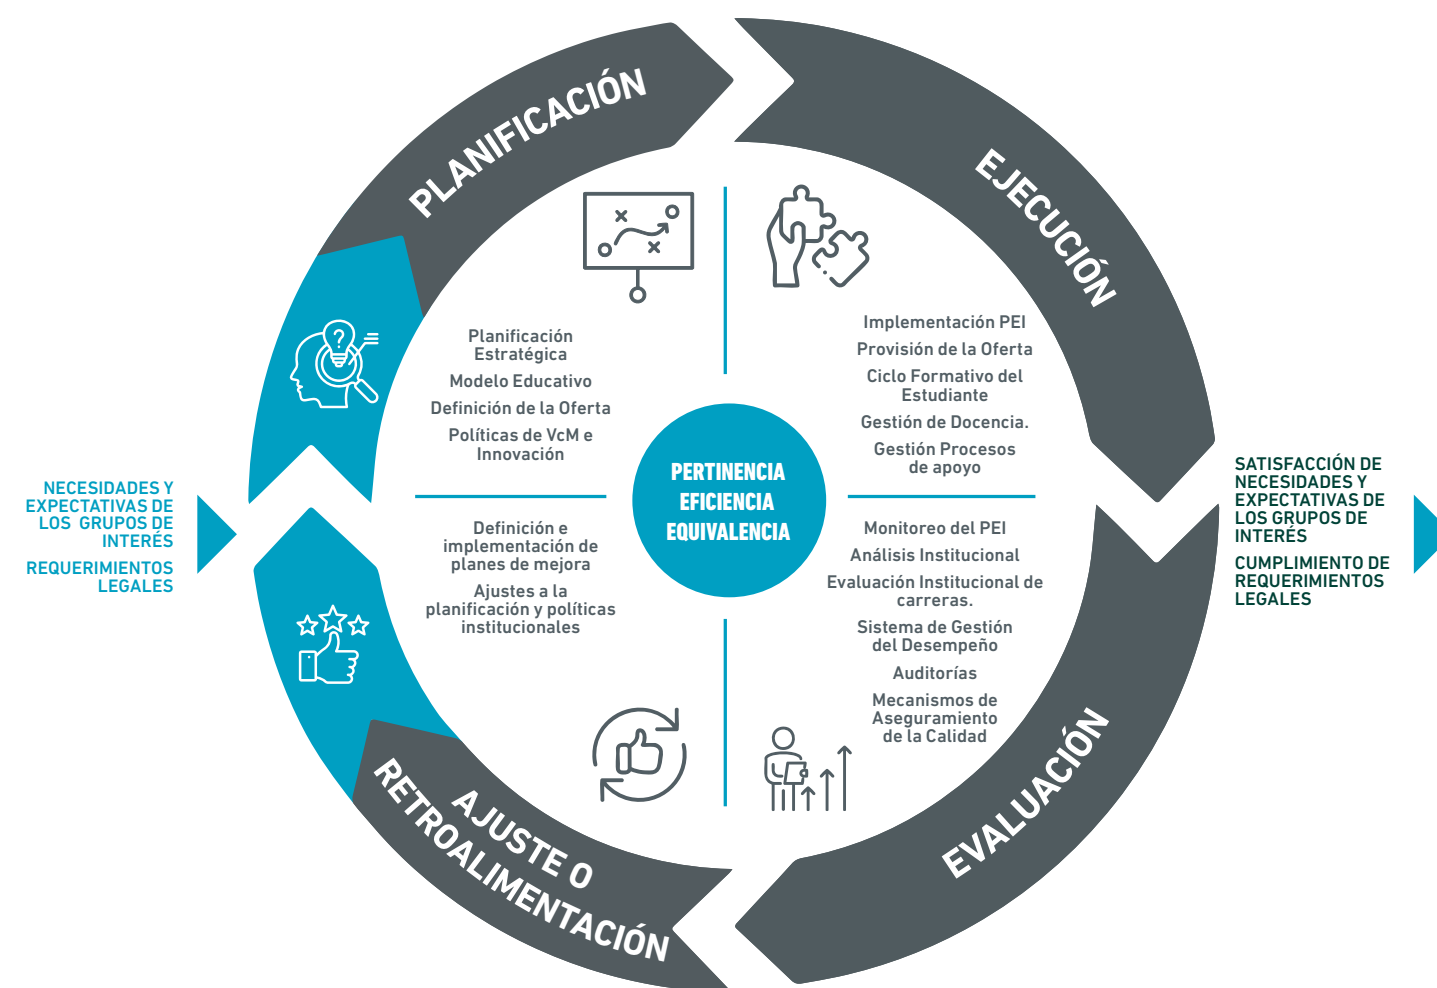 PLANIFICACIÓN
EJECUCIÓN
Planificación
Estratégica
Modelo Educativo
Definición de la Oferta
Políticas de VcM e
Innovación
Implementación PEI
Provisión de la Oferta
Ciclo Formativo del
Estudiante
Gestión de Docencia.
Gestión Procesos
de apoyo
NECESIDADES Y
EXPECTATIVAS DE
LOS GRUPOS DE
INTERÉS
REQUERIMIENTOS
LEGALES
PERTINENCIA
EFICIENCIA
EQUIVALENCIA
SATISFACCIÓN DE
NECESIDADES Y
EXPECTATIVAS DE
LOS GRUPOS DE
INTERÉS
CUMPLIMIENTO DE
REQUERIMIENTOS
LEGALES
Definición e
implementación de
planes de mejora
Ajustes a la
planificación y políticas
institucionales
Monitoreo del PEI
Análisis Institucional
Evaluación Institucional de
carreras.
Sistema de Gestión
del Desempeño
Auditorías
Mecanismos de
Aseguramiento
de la Calidad
AJUSTE O
RETROALIMENTACIÓN
EVALUACIÓN
?